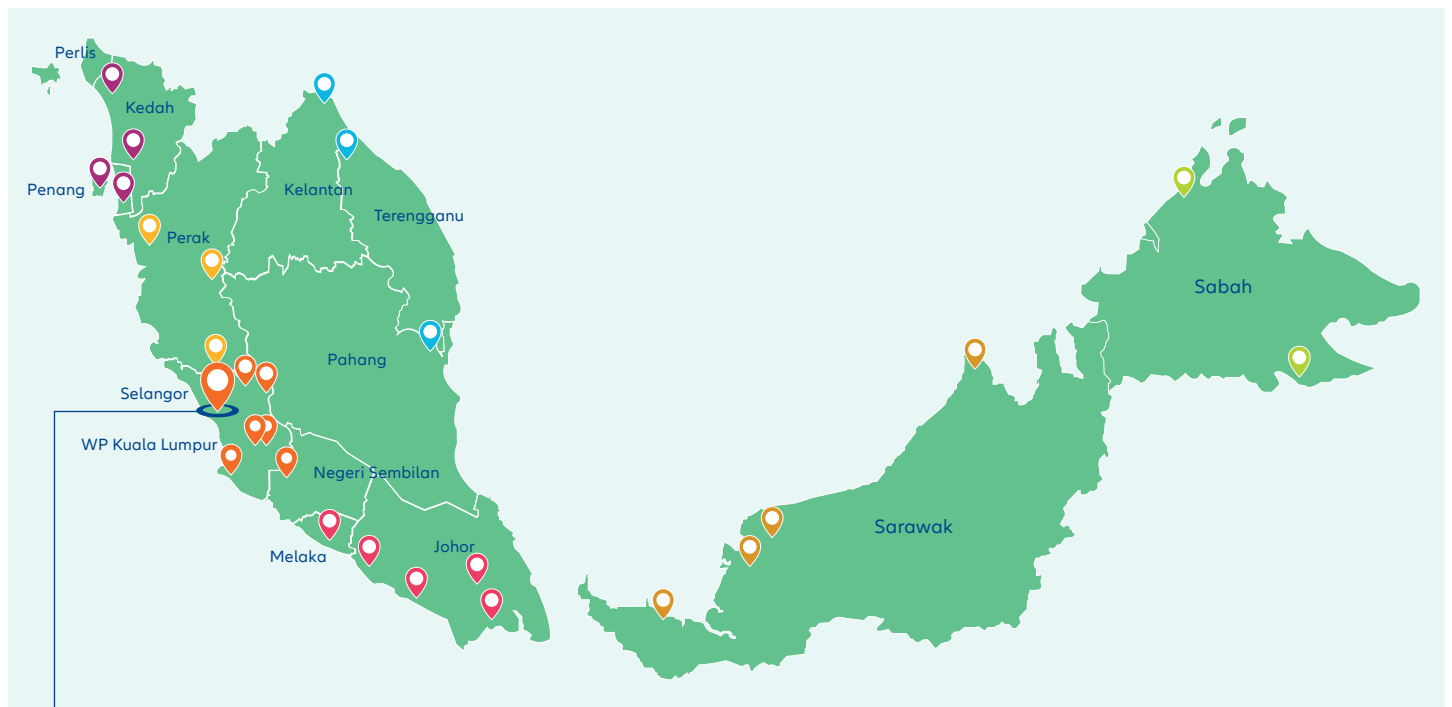 Perlis
Kedah
Penang
Kelantan
Terengganu
Perak
Sabah
Pahang
Selangor
WP Kuala Lumpur
Negeri Sembilan
Sarawak
Johor
Melaka